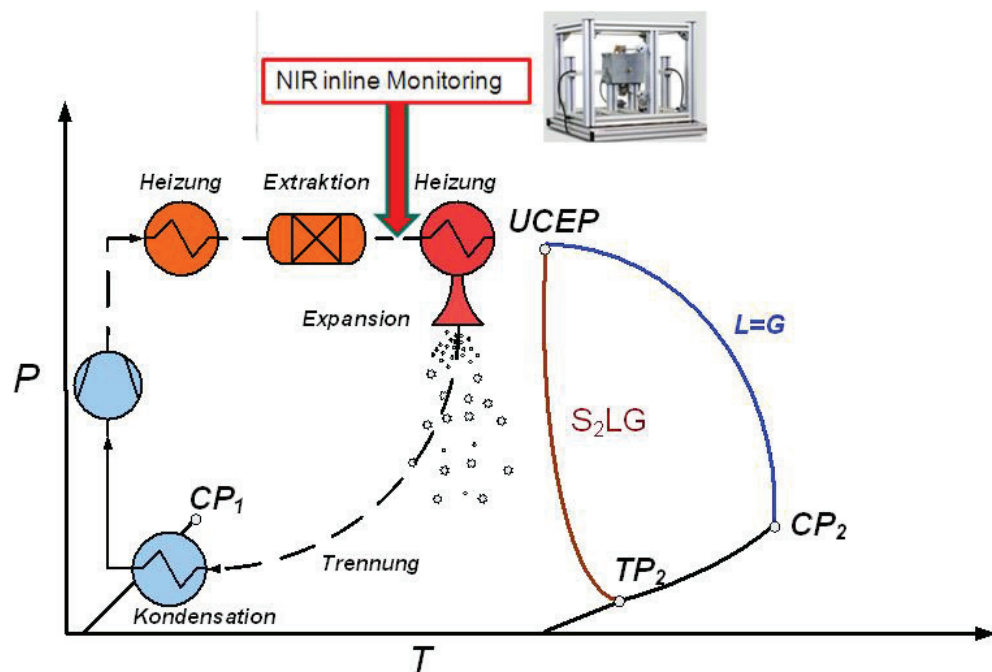 NIR inline Monitoring
Heizung
Extraktion
Heizung
UCEP
Expansion
L=G
P
S₂LG
CP₁
CP₂
Trennung
TP₂
Kondensation
T